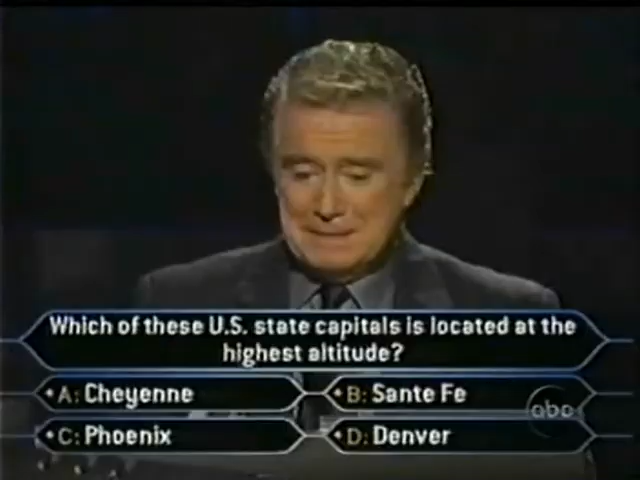 Which of these U.S. state capitals is located at the
highest altitude?
A: Cheyenne
B: Sante Fe
C: Phoenix
D: Denver
abc